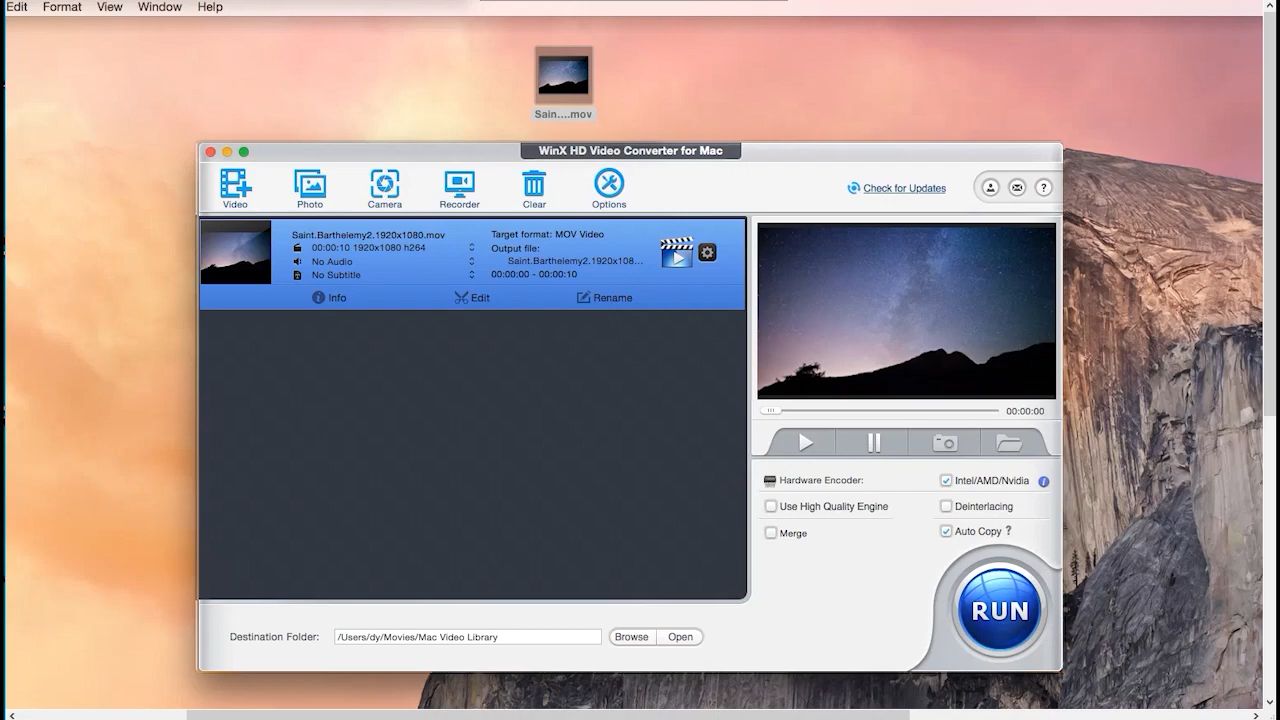 Edit Format View Window Help
Sain....mov
WinX HD Video Converter for Mac
Video Photo Camera Recorder Clear Options
Check for Updates
?
Saint.Barthelemy2.1920x1080.mov
00:00:10 1920x1080 h264
No Audio
No Subtitle
Target format: MOV Video
Output file:
Saint.Barthelemy2.1920x108...
00:00:00 - 00:00:10
Info Edit Rename
00:00:00
Hardware Encoder: Intel/AMD/Nvidia i
Use High Quality Engine Deinterlacing
Merge Auto Copy ?
RUN
Destination Folder: /Users/dy/Movies/Mac Video Library Browse Open